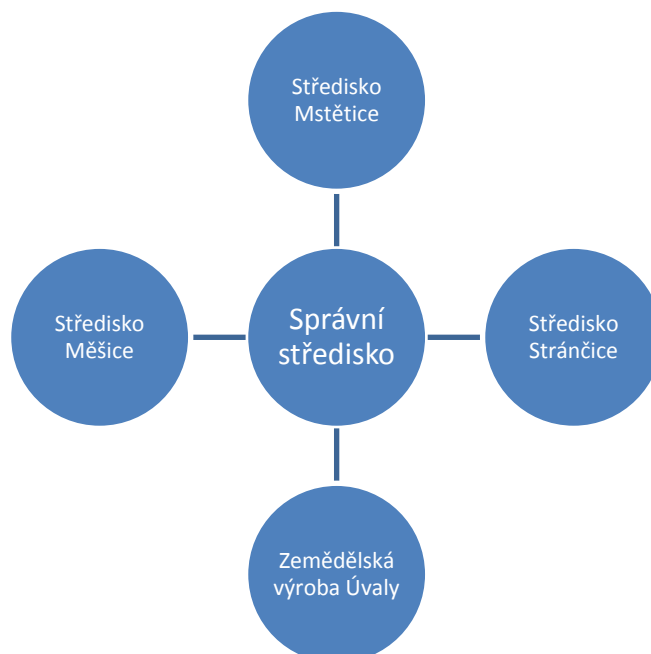 Středisko
Mstětice
Středisko
Měšice
Správní
středisko
Středisko
Stránčice
Zemědělská
výroba Úvaly